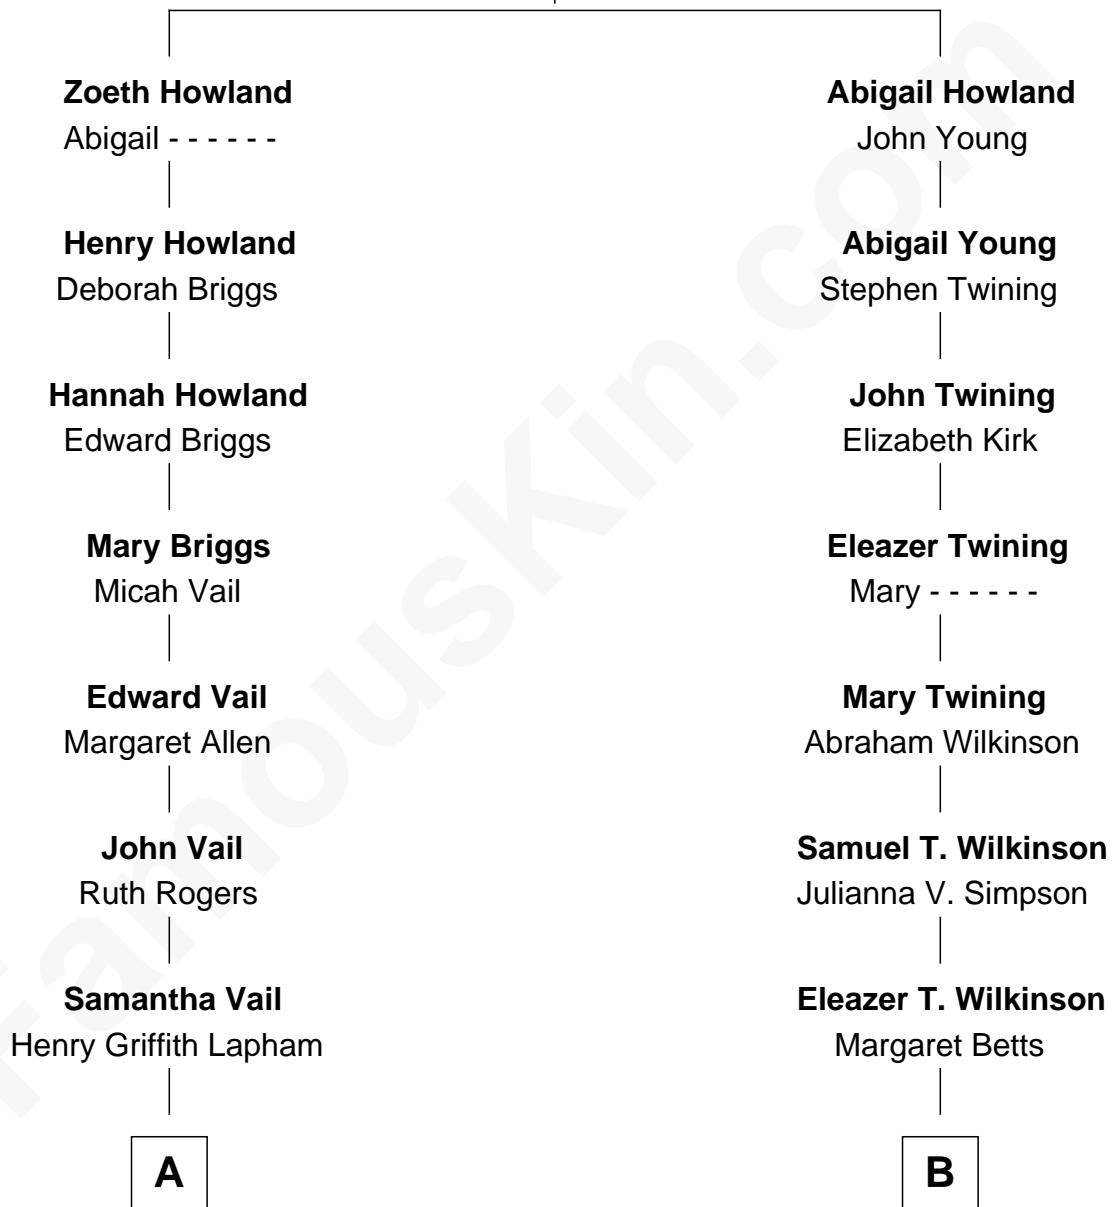 Zoeth Howland
Abigail - - - - - -
Henry Howland
Deborah Briggs
Hannah Howland
Edward Briggs
Mary Briggs
Micah Vail
Edward Vail
Margaret Allen
John Vail
Ruth Rogers
Samantha Vail
Henry Griffith Lapham
A
Abigail Howland
John Young
Abigail Young
Stephen Twining
John Twining
Elizabeth Kirk
Eleazer Twining
Mary - - - - - -
Mary Twining
Abraham Wilkinson
Samuel T. Wilkinson
Julianna V. Simpson
Eleazer T. Wilkinson
Margaret Betts
B
FamousKin.com